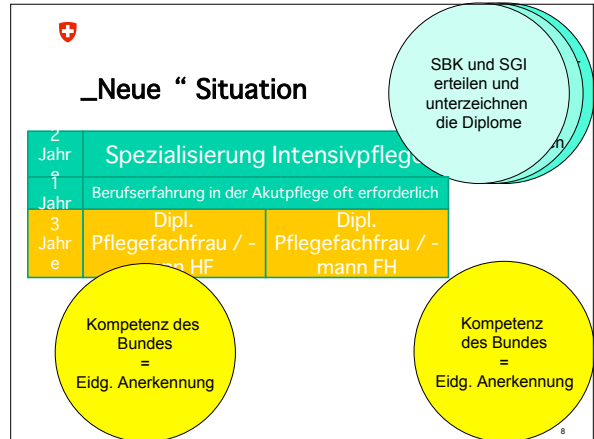 _Neue “ Situation
SBK und SGI
erteilen und
unterzeichnen
die Diplome
2
Jahr
e
Spezialisierung Intensivpflege
1
Jahr
Berufserfahrung in der Akutpflege oft erforderlich
3
Jahr
e
Dipl.
Pflegefachfrau / -
mann HF
Dipl.
Pflegefachfrau / -
mann FH
Kompetenz des
Bundes
=
Eidg. Anerkennung
Kompetenz
des Bundes
=
Eidg. Anerkennung
8